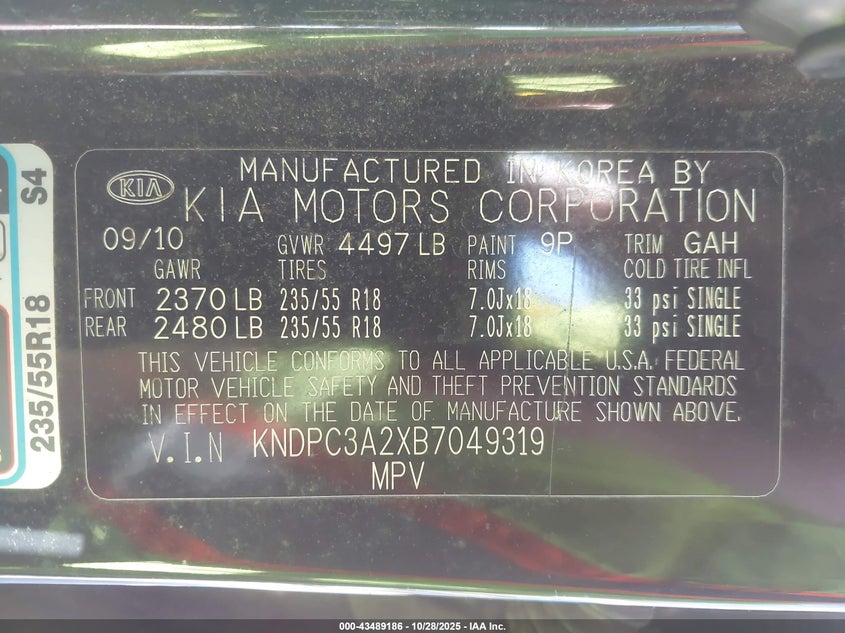 MANUFACTURED IN KOREA BY
KIA
KIA MOTORS CORPORATION
09/10 GVWR 4497 LB PAINT 9P TRIM GAH
GAWR TIRES RIMS COLD TIRE INFL
FRONT 2370 LB 235/55 R18 7.0Jx18 33 psi SINGLE
REAR 2480 LB 235/55 R18 7.0Jx18 33 psi SINGLE
THIS VEHICLE CONFORMS TO ALL APPLICABLE U.S.A. FEDERAL
MOTOR VEHICLE SAFETY AND THEFT PREVENTION STANDARDS
IN EFFECT ON THE DATE OF MANUFACTURE SHOWN ABOVE.
V.I.N KNDPC3A2XB7049319
MPV
235/55R18 S4
000-43489186 - 10/28/2025 - IAA Inc.